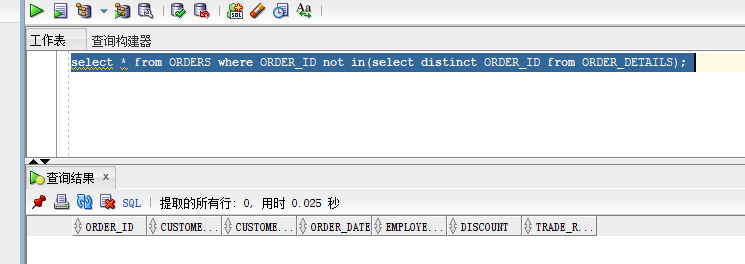 SQL Aa
工作表 查询构建器
select * from ORDERS where ORDER_ID not in(select distinct ORDER_ID from ORDER_DETAILS);
查询结果 x
SQL | 提取的所有行: 0, 用时 0.025 秒
ORDER_ID CUSTOME... CUSTOME... ORDER_DATE EMPLOYE... DISCOUNT TRADE_R...